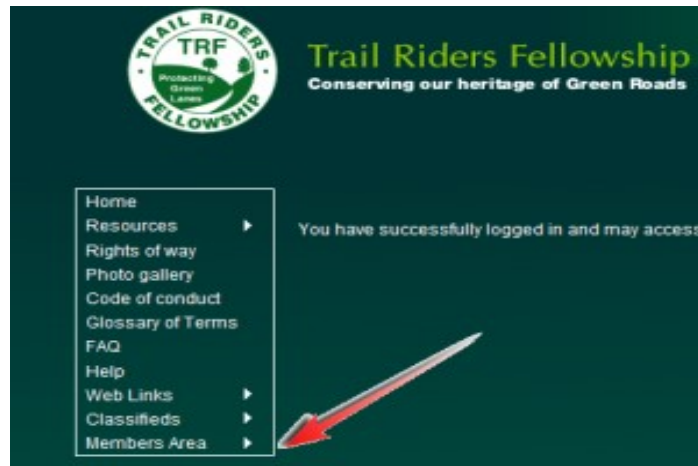 TRAIL RIDERS
TRF
Protecting
Green
Lanes
FELLOWSHIP
Trail Riders Fellowship
Conserving our heritage of Green Roads
Home
Resources
You have successfully logged in and may access
Rights of way
Photo gallery
Code of conduct
Glossary of Terms
FAQ
Help
Web Links
Classifieds
Members Area